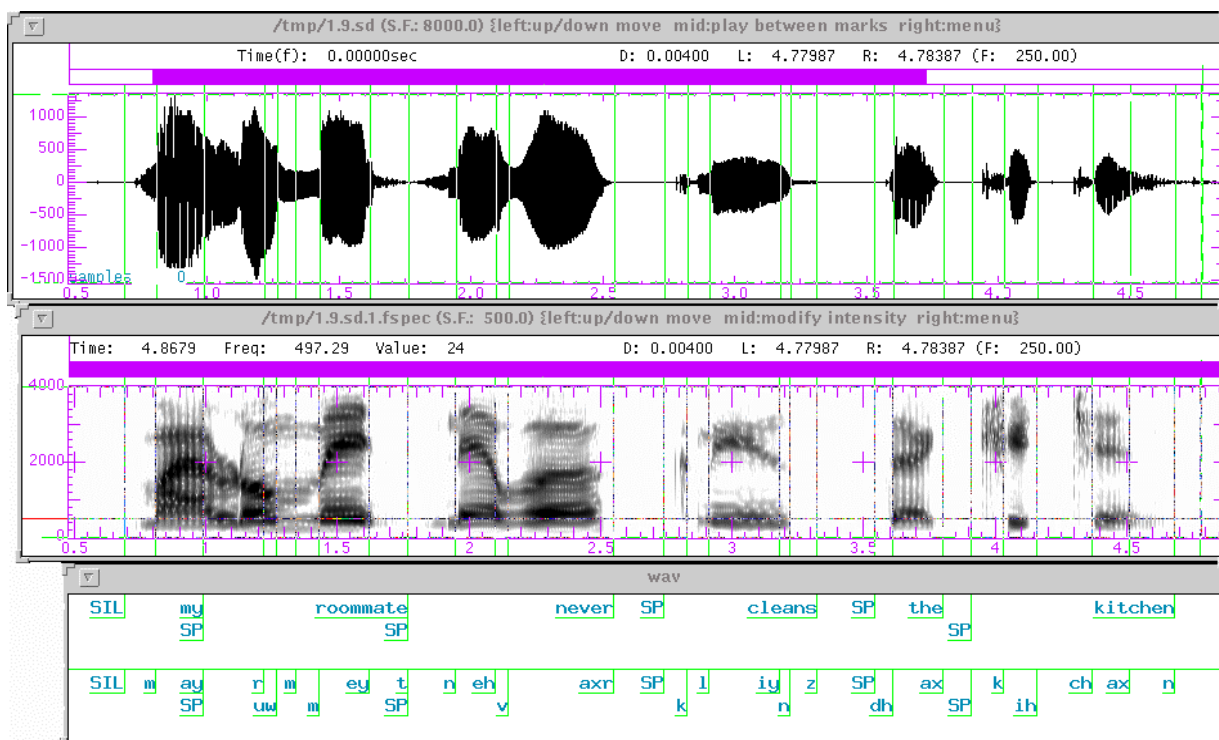 /tmp/1.9.sd (S.F.: 8000.0) {left:up/down move mid:play between marks right:menu}
Time(f): 0.00000sec D: 0.00400 L: 4.77987 R: 4.78387 (F: 250.00)
1000
500
0
-500
-1000
-1500
samples 0
0.5 1.0 1.5 2.0 2.5 3.0 3.5 4.0 4.5
/tmp/1.9.sd.1.fspec (S.F.: 500.0) {left:up/down move mid:modify intensity right:menu}
Time: 4.8679 Freq: 497.29 Value: 24 D: 0.00400 L: 4.77987 R: 4.78387 (F: 250.00)
4000
2000
0
0.5 1 1.5 2 2.5 3 3.5 4 4.5
wav
SIL my roommate never SP cleans SP the kitchen
SP SP SP
SIL m ay r m ey t n eh axr SP l iy z SP ax k ch ax n
SP uw m SP v k n dh SP ih